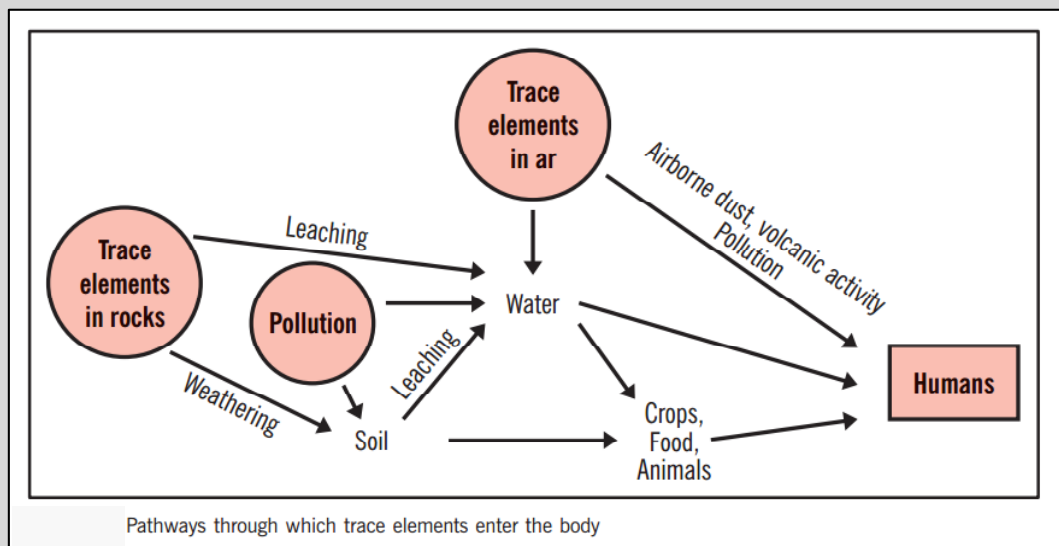 Trace
elements
in ar
Airborne dust, volcanic activity
Pollution
Leaching
Trace
elements
in rocks
Pollution
Water
Leaching
Weathering
Humans
Soil
Crops,
Food,
Animals
Pathways through which trace elements enter the body